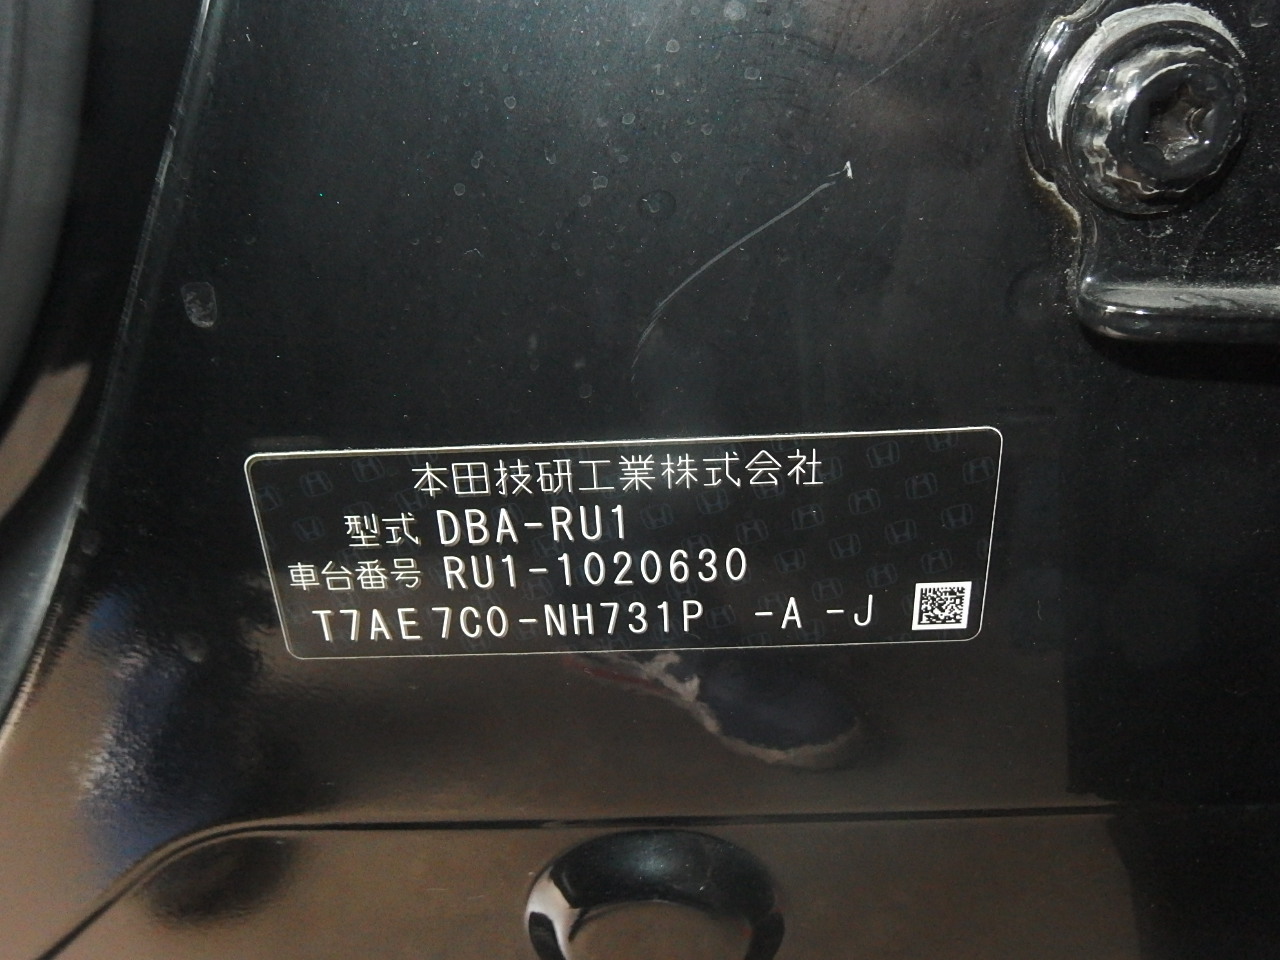 本田技研工業株式会社
型式 DBA-RU1
車台番号 RU1-1020630
T7AE7C0-NH731P -A -J